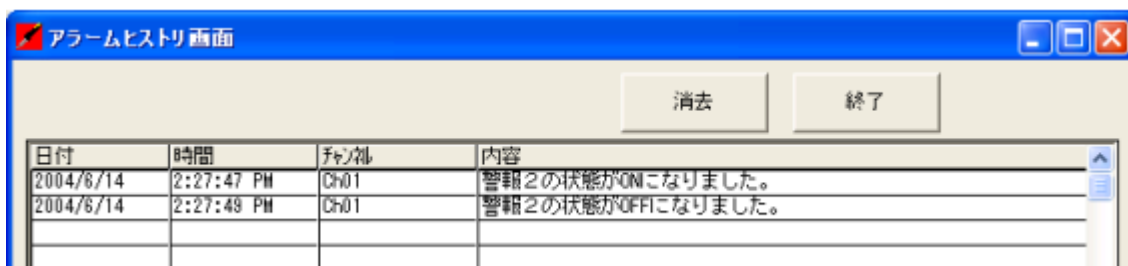 アラームヒストリ画面
消去 終了
日付 時間 ﾁｬﾝﾈﾙ 内容
2004/6/14 2:27:47 PM Ch01 警報２の状態がONになりました。
2004/6/14 2:27:49 PM Ch01 警報２の状態がOFFになりました。